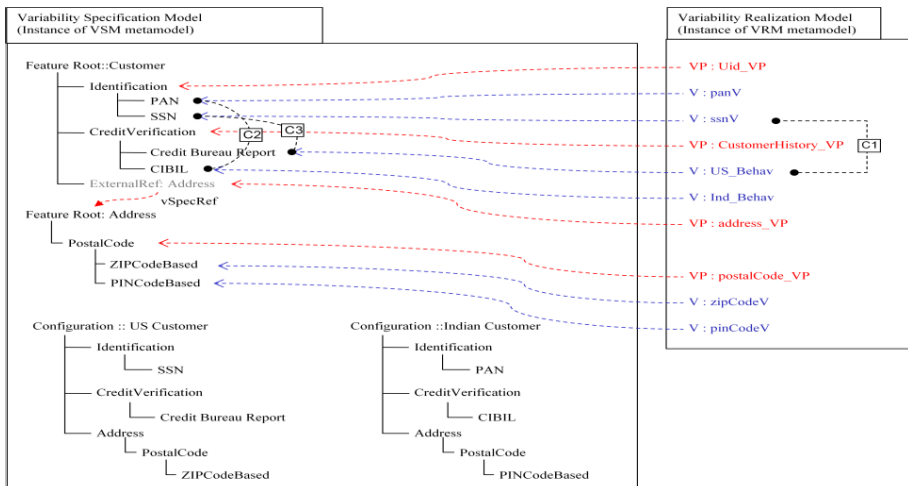 Variability Specification Model
(Instance of VSM metamodel)
Feature Root::Customer
Identification
PAN
SSN
C2
C3
CreditVerification
Credit Bureau Report
CIBIL
ExternalRef: Address
vSpecRef
Feature Root: Address
PostalCode
ZIPCodeBased
PINCodeBased
Configuration :: US Customer
Identification
SSN
CreditVerification
Credit Bureau Report
Address
PostalCode
ZIPCodeBased
Configuration ::Indian Customer
Identification
PAN
CreditVerification
CIBIL
Address
PostalCode
PINCodeBased
Variability Realization Model
(Instance of VRM metamodel)
VP : Uid_VP
V : panV
V : ssnV
VP : CustomerHistory_VP
C1
V : US_Behav
V : Ind_Behav
VP : address_VP
VP : postalCode_VP
V : zipCodeV
V : pinCodeV